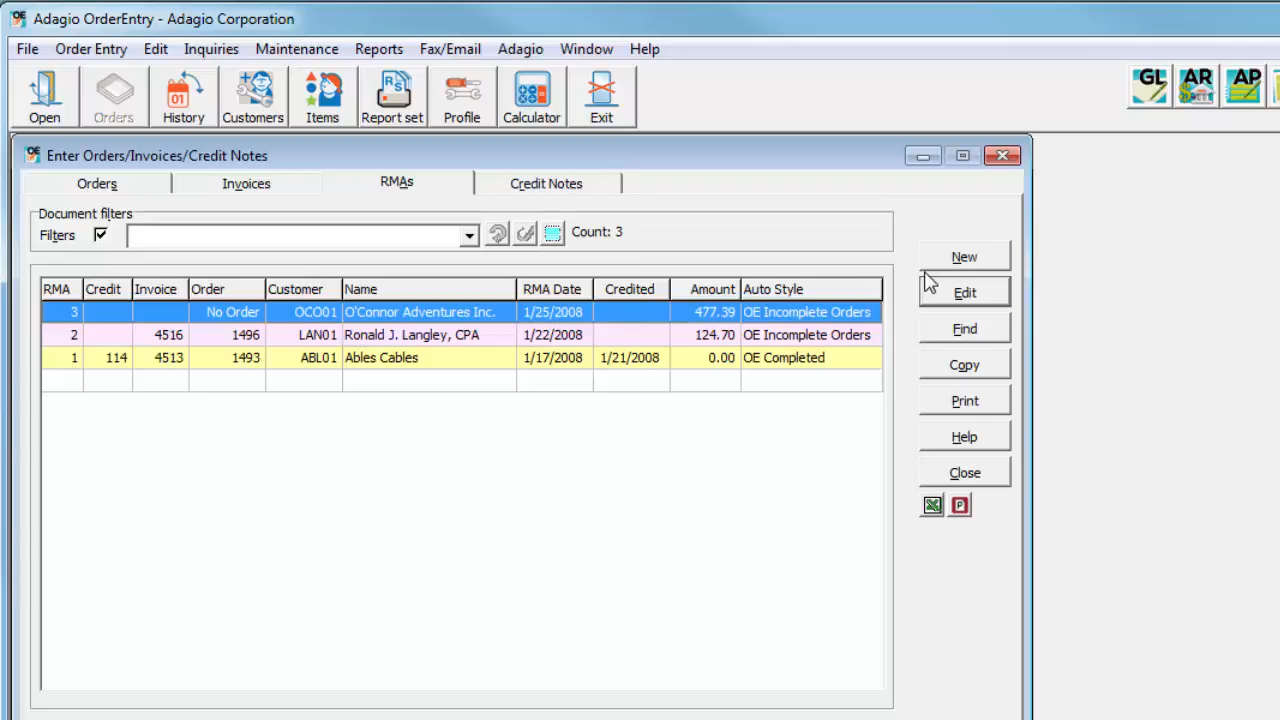 OE Adagio OrderEntry - Adagio Corporation
File Order Entry Edit Inquiries Maintenance Reports Fax/Email Adagio Window Help
01 RS GL AR AP
Open Orders History Customers Items Report set Profile Calculator Exit
OE Enter Orders/Invoices/Credit Notes
Orders Invoices RMAs Credit Notes
Document filters
Filters Count: 3
RMA Credit Invoice Order Customer Name RMA Date Credited Amount Auto Style
3 No Order OCO01 O'Connor Adventures Inc. 1/25/2008 477.39 OE Incomplete Orders
2 4516 1496 LAN01 Ronald J. Langley, CPA 1/22/2008 124.70 OE Incomplete Orders
1 114 4513 1493 ABL01 Ables Cables 1/17/2008 1/21/2008 0.00 OE Completed
New
Edit
Find
Copy
Print
Help
Close
P